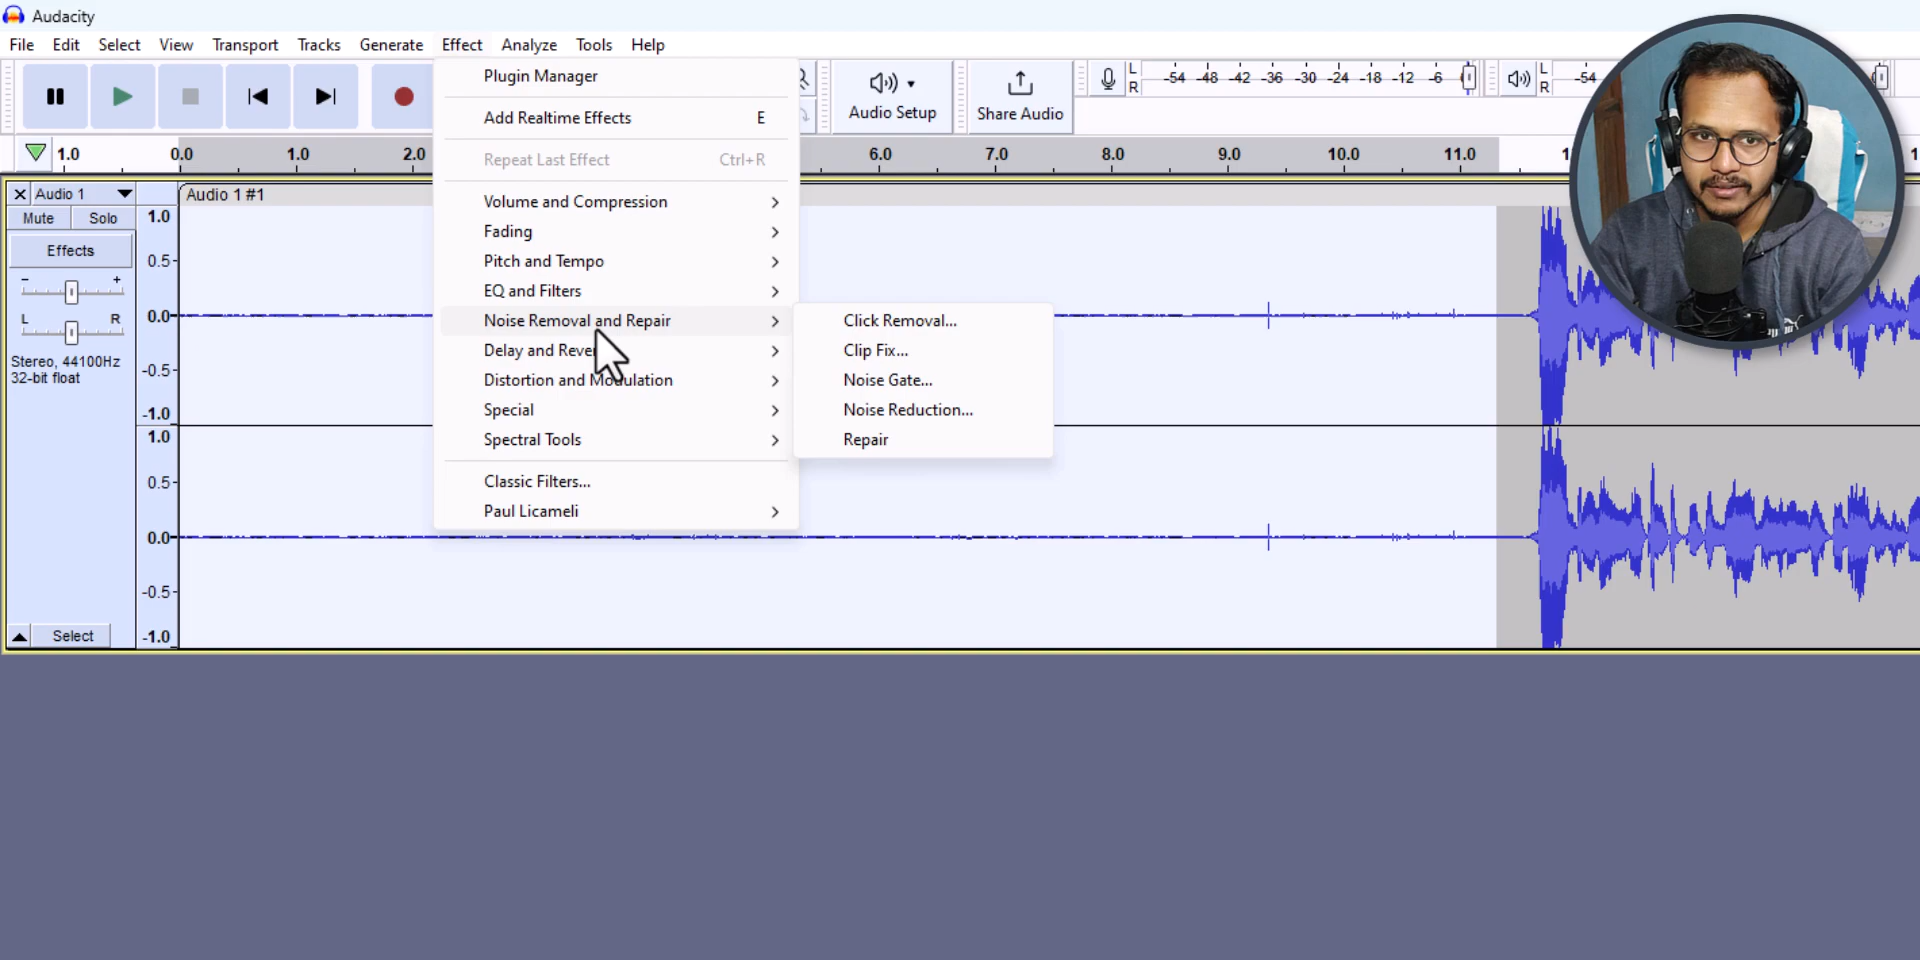 Audacity
File Edit Select View Transport Tracks Generate Effect Analyze Tools Help
Plugin Manager
Add Realtime Effects E
Repeat Last Effect Ctrl+R
Volume and Compression
Fading
Pitch and Tempo
EQ and Filters
Noise Removal and Repair
Delay and
Distortion and Modulation
Special
Spectral Tools
Classic Filters...
Paul Licameli
Click Removal...
Clip Fix...
Noise Gate...
Noise Reduction...
Repair
Audio Setup
Share Audio
L
R
-54 -48 -42 -36 -30 -24 -18 -12 -6
L
R
-54
1.0 0.0 1.0 2.0 6.0 7.0 8.0 9.0 10.0 11.0
Audio 1
Audio 1 #1
Mute Solo
Effects
- +
L R
Stereo, 44100Hz
32-bit float
Select
1.0
0.5
0.0
-0.5
-1.0
1.0
0.5
0.0
-0.5
-1.0